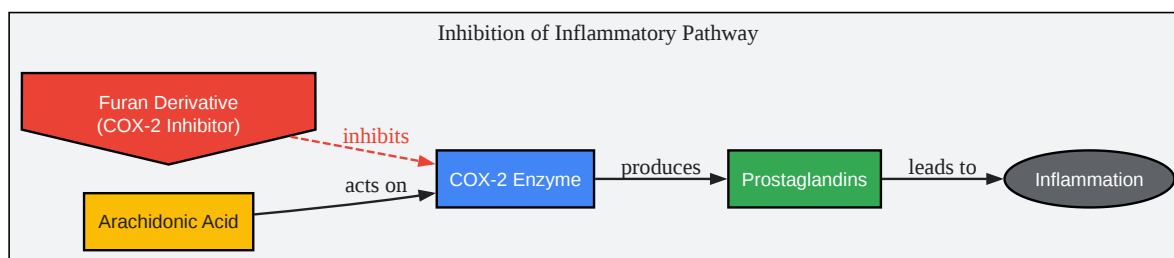 Inhibition of Inflammatory Pathway
Furan Derivative
(COX-2 Inhibitor)
inhibits
Arachidonic Acid
acts on
COX-2 Enzyme
produces
Prostaglandins
leads to
Inflammation